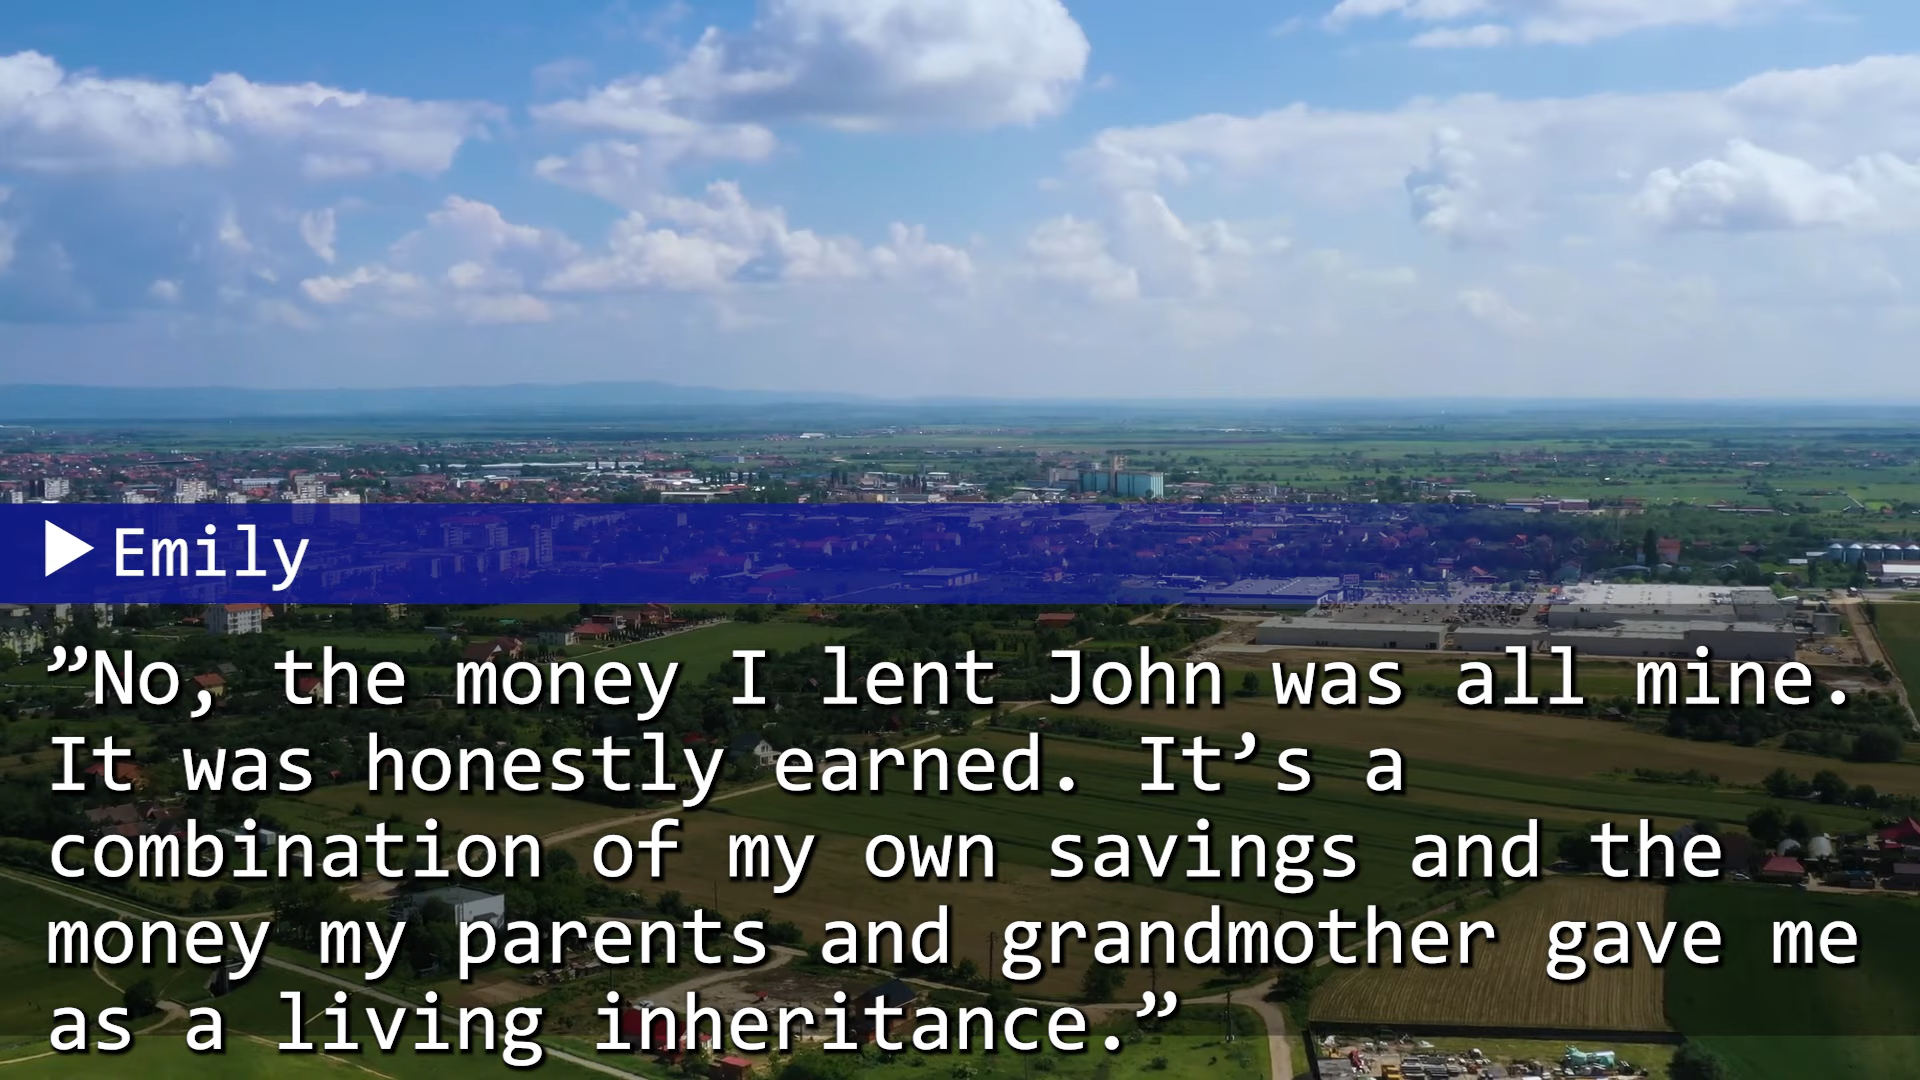 Emily
”No, the money I lent John was all mine.
It was honestly earned. It’s a
combination of my own savings and the
money my parents and grandmother gave me
as a living inheritance.”